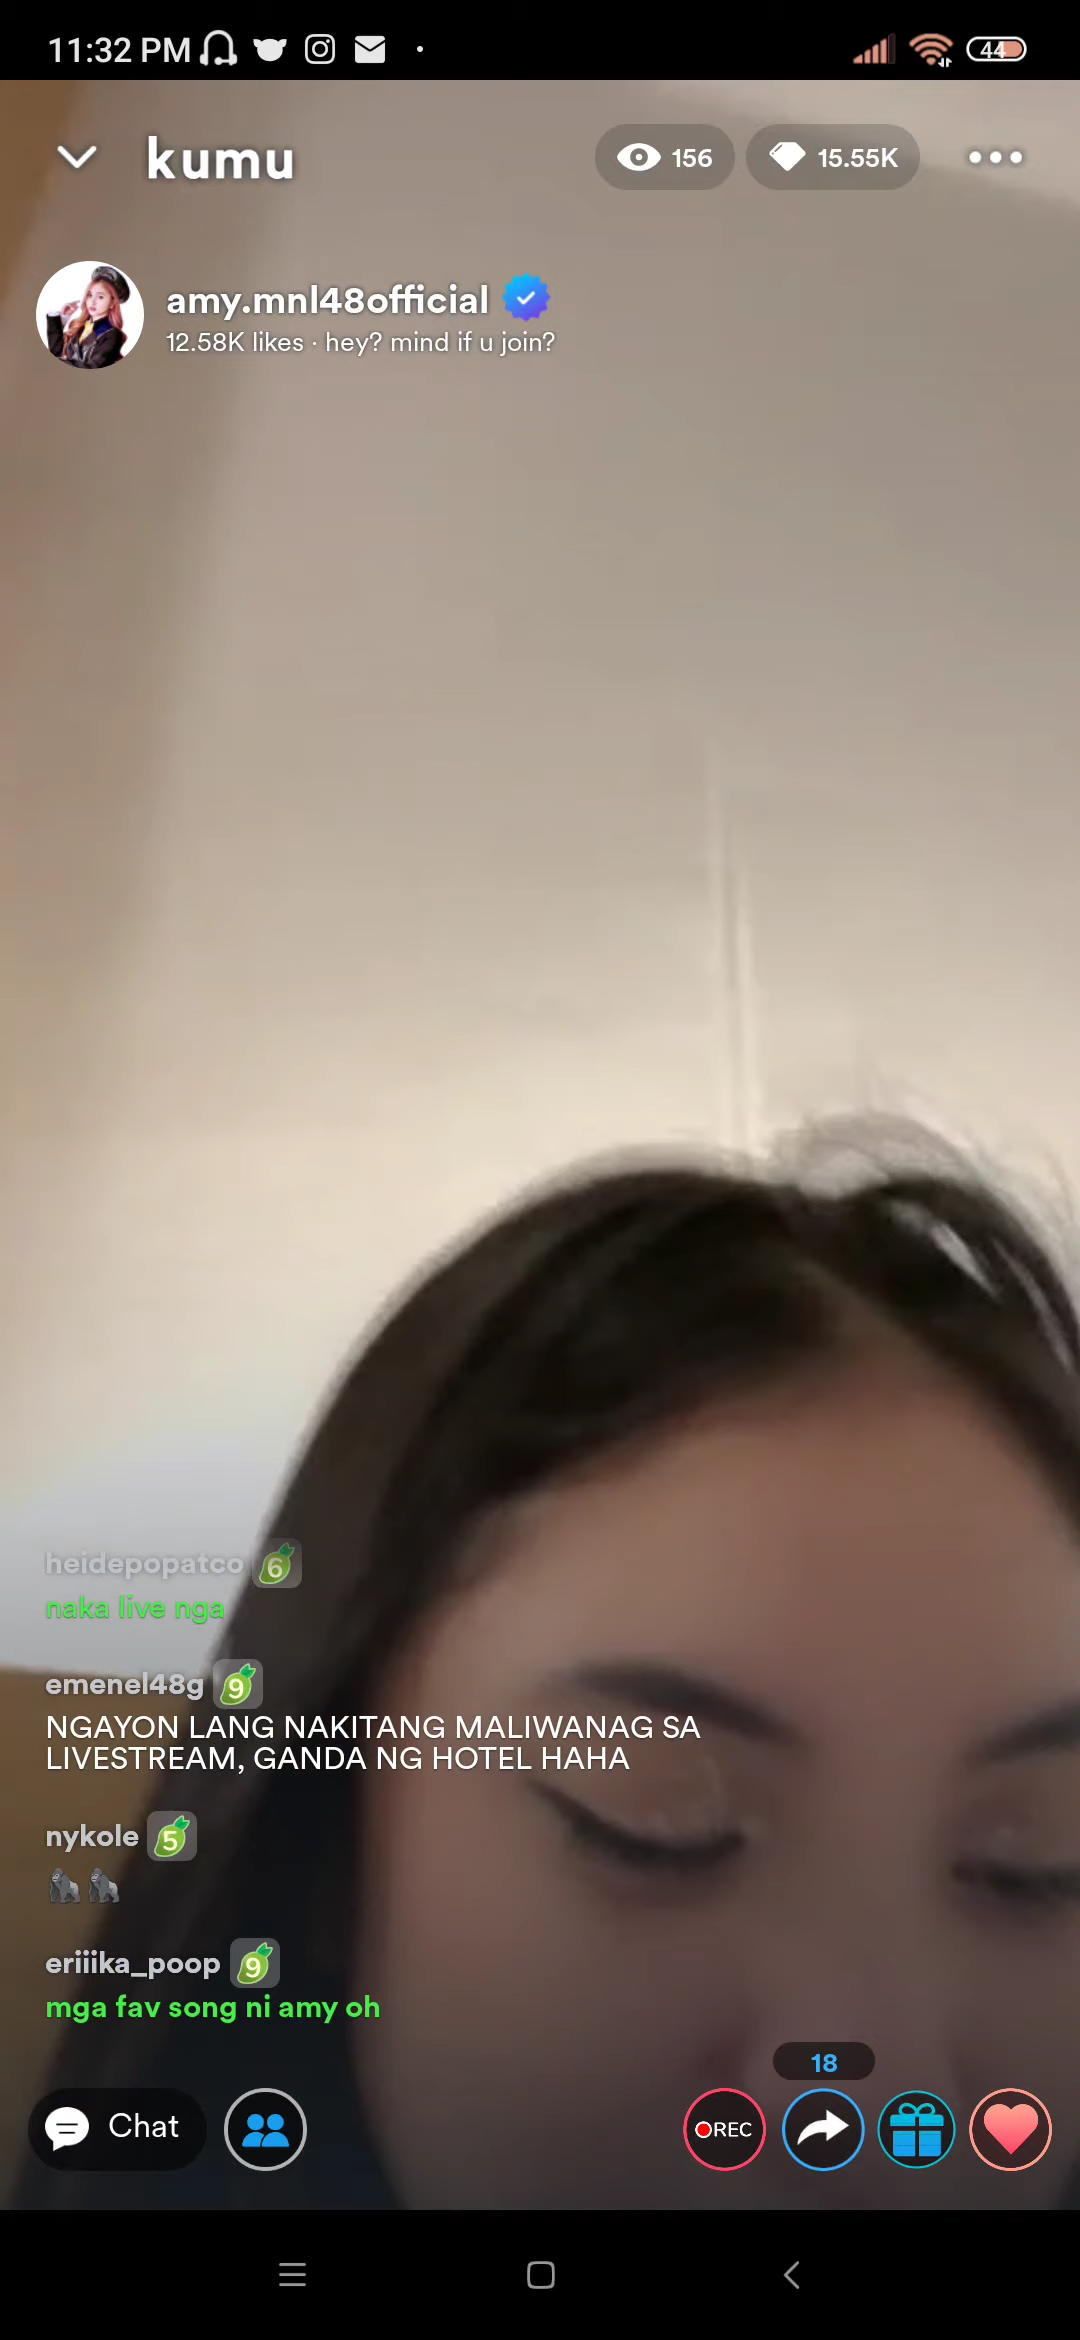 11:32 PM
44
kumu
156
15.55K
amy.mnl48official
12.58K likes · hey? mind if u join?
heidepopatco 6
naka live nga
emenel48g 9
NGAYON LANG NAKITANG MALIWANAG SA
LIVESTREAM, GANDA NG HOTEL HAHA
nykole 5
🦍🦍
eriiika_poop 9
mga fav song ni amy oh
18
Chat
REC